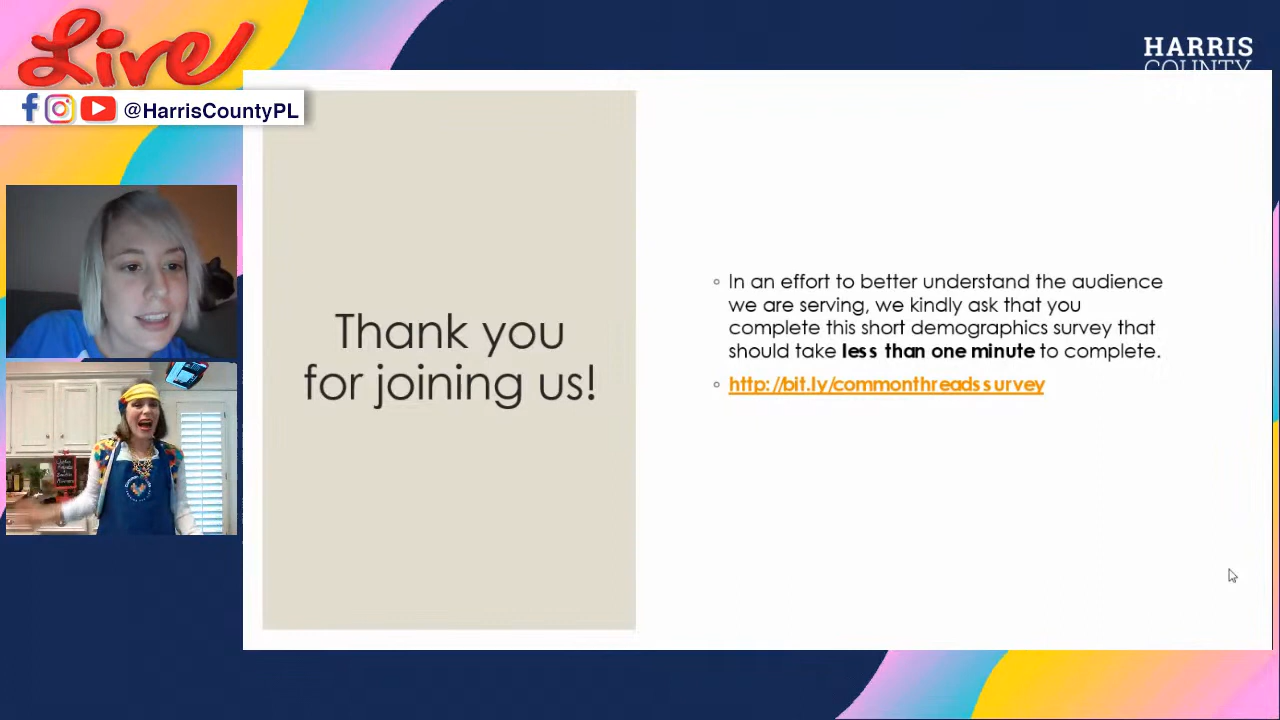 Live
HARRIS
COUNTY
@HarrisCountyPL
Thank you
for joining us!
In an effort to better understand the audience
we are serving, we kindly ask that you
complete this short demographics survey that
should take less than one minute to complete.
http://bit.ly/commonthreadssurvey